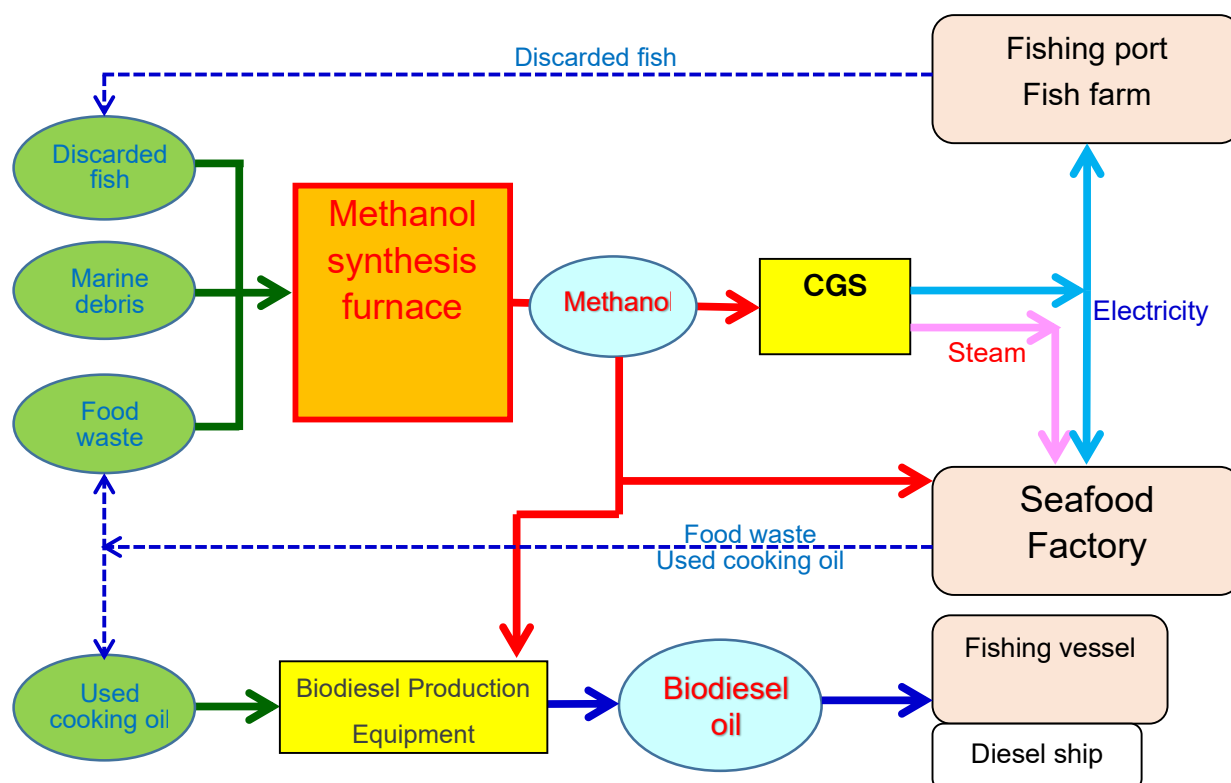 Discarded fish
Fishing port
Fish farm
Discarded
fish
Methanol
synthesis
furnace
Marine
debris
Methanol
CGS
Electricity
Steam
Food
waste
Seafood
Factory
Food waste
Used cooking oil
Fishing vessel
Used
cooking oil
Biodiesel Production
Equipment
Biodiesel
oil
Diesel ship